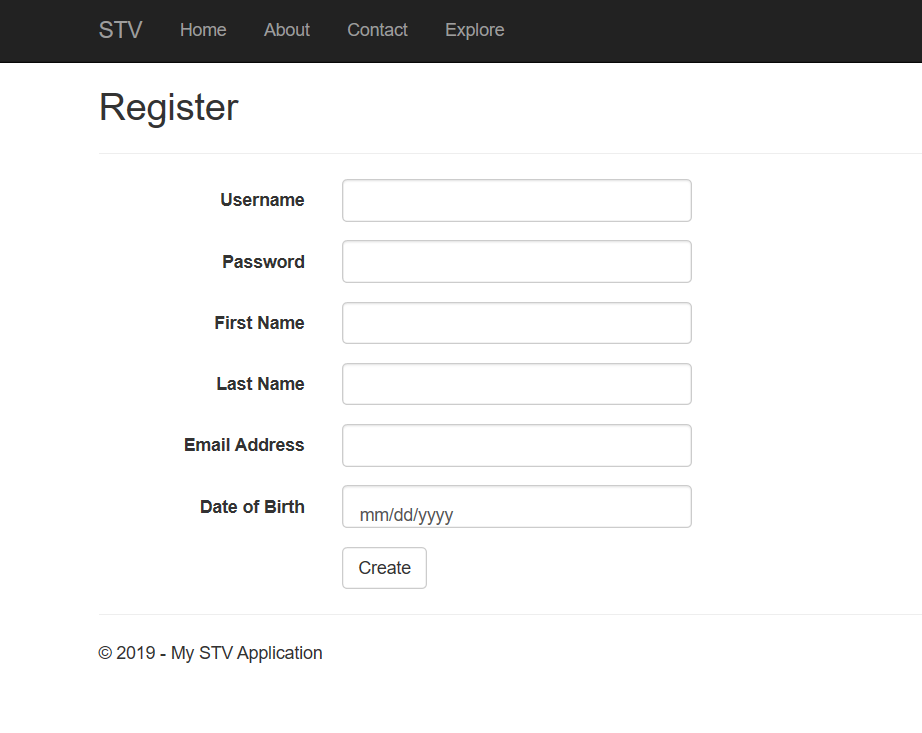 STV Home About Contact Explore
Register
Username
Password
First Name
Last Name
Email Address
Date of Birth mm/dd/yyyy
Create
© 2019 - My STV Application